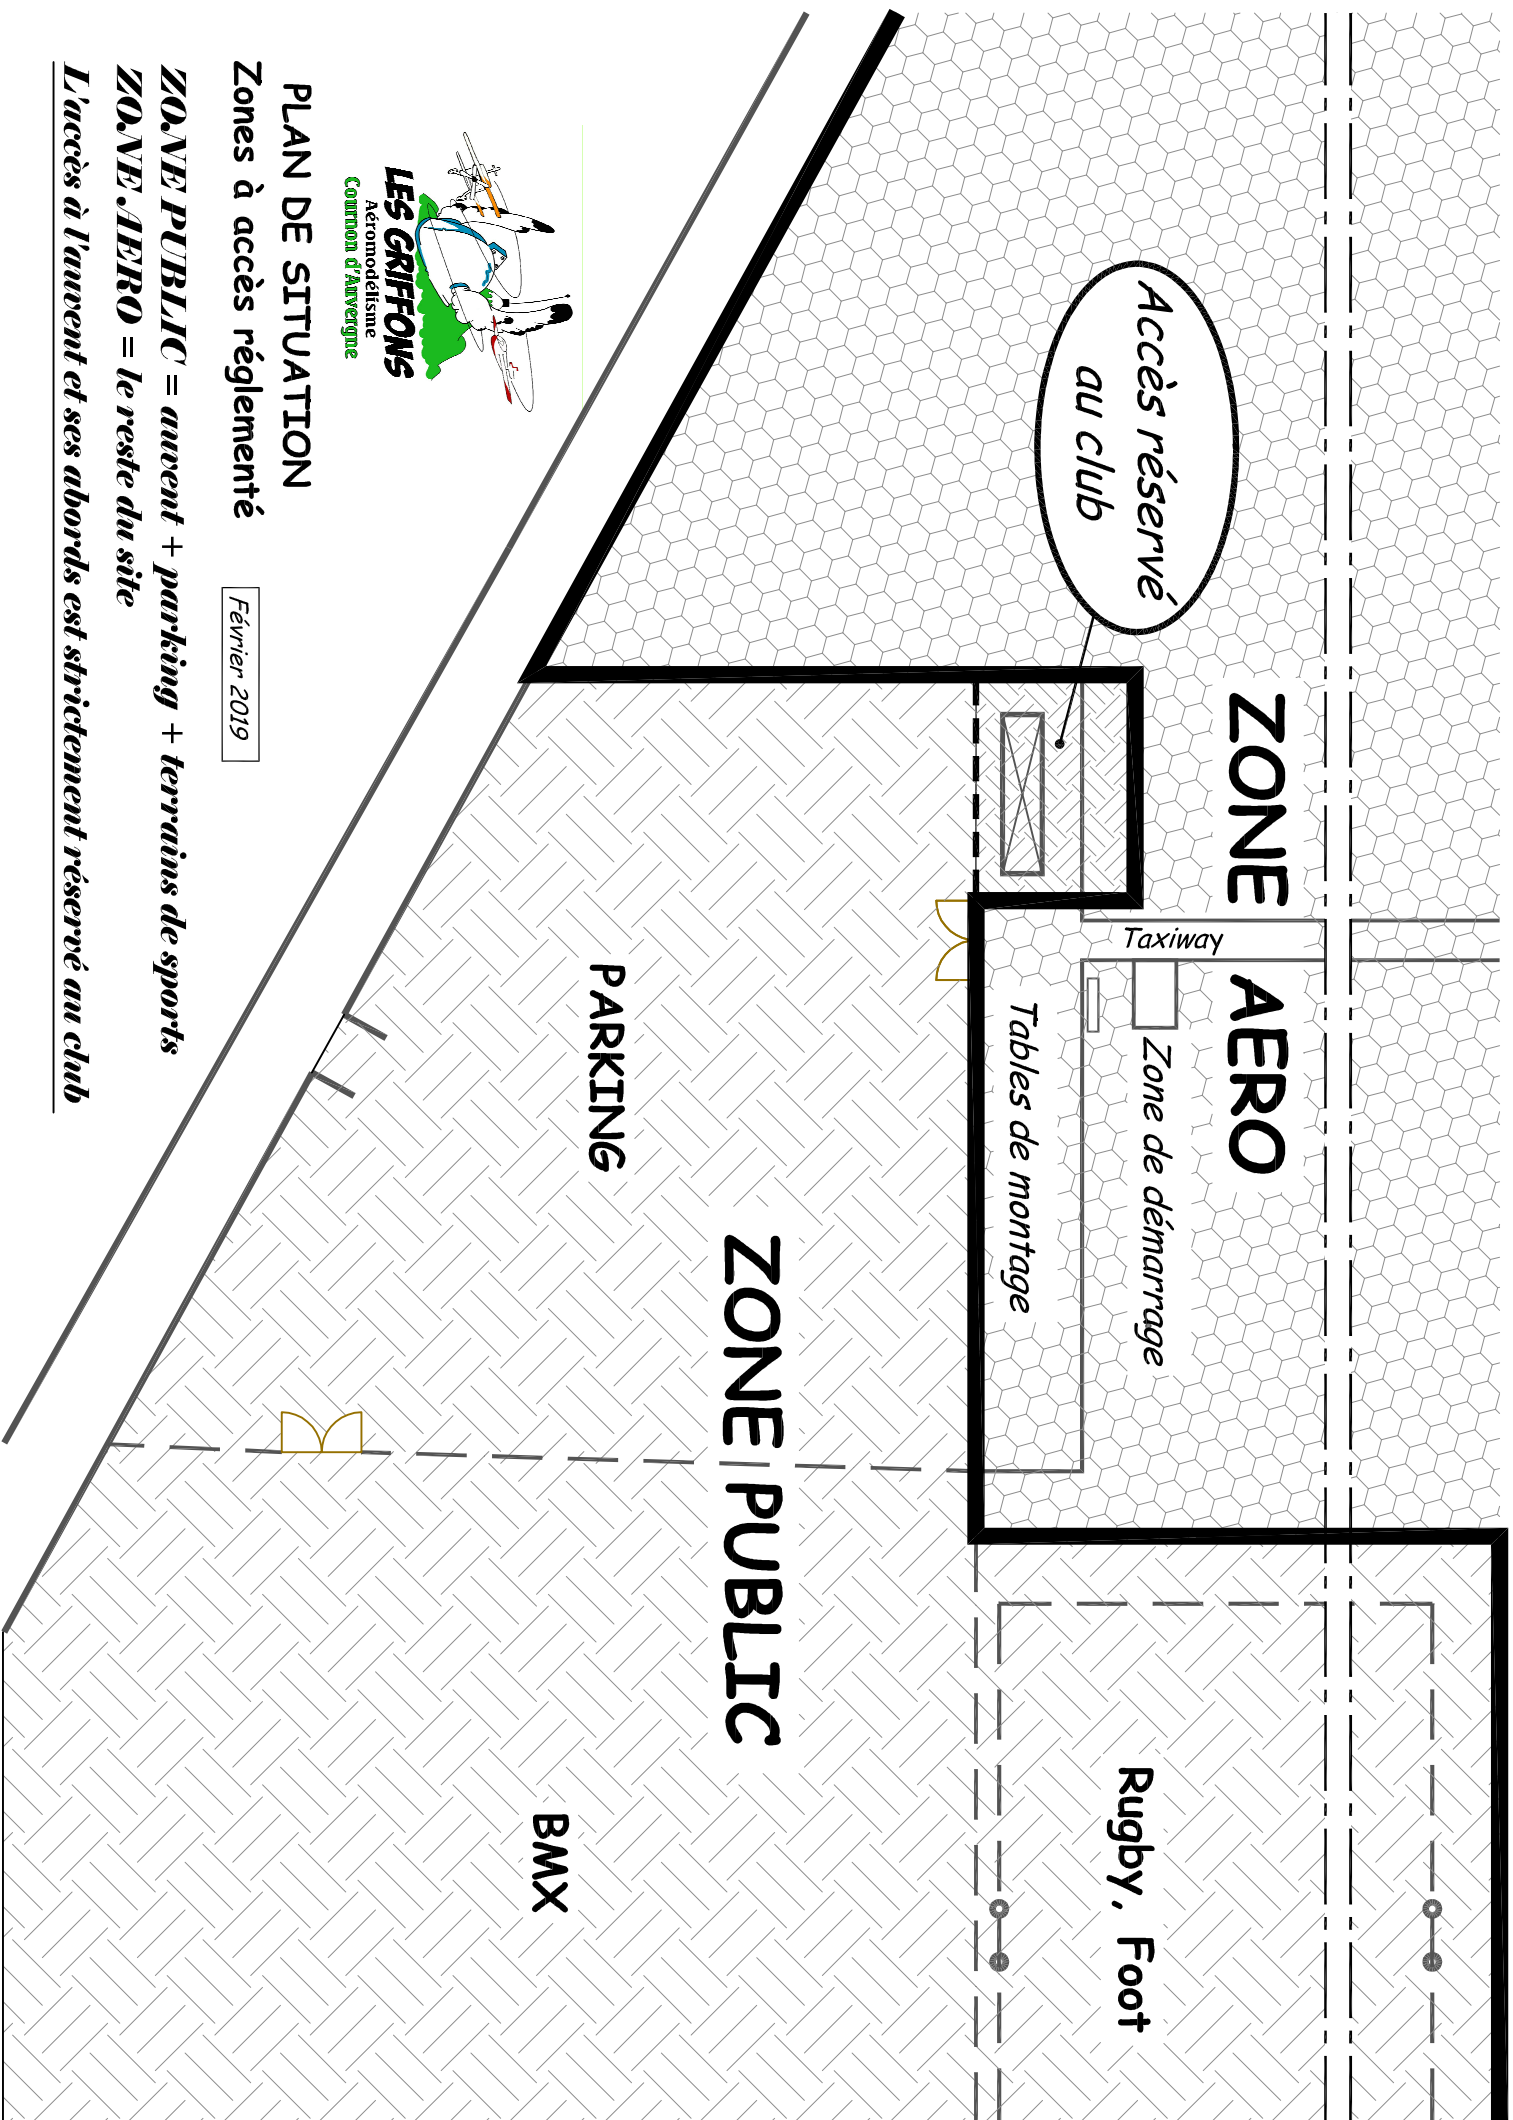 ZONE AERO
Accès réservé
au club
Taxiway
Zone de démarrage
Tables de montage
Rugby, Foot
ZONE PUBLIC
PARKING
BMX
LES GRIFFONS
Aéromodélisme
Cournon d'Auvergne
PLAN DE SITUATION
Zones à accès réglementé
Février 2019
ZONE PUBLIC = auvent + parking + terrains de sports
ZONE AERO = le reste du site
L'accès à l'auvent et ses abords est strictement réservé au club